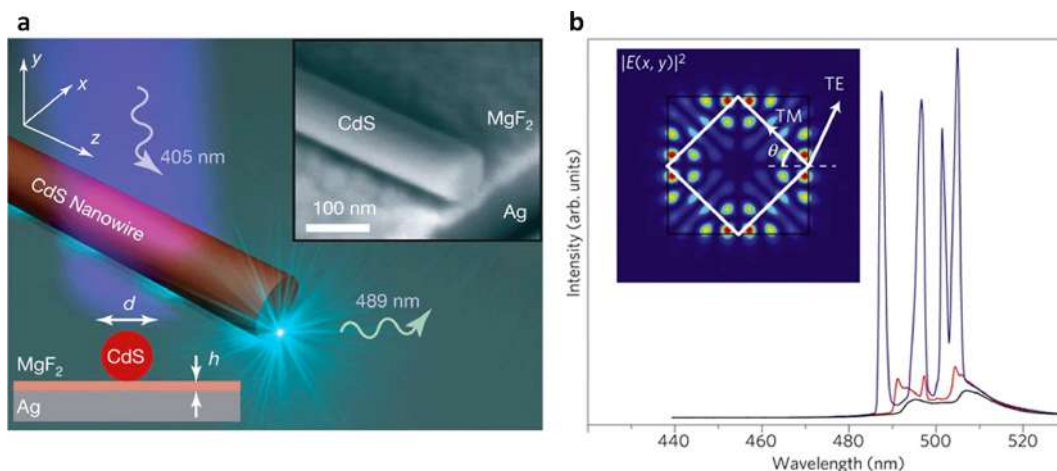 a
y
x
z
405 nm
CdS
MgF2
Ag
100 nm
CdS Nanowire
489 nm
d
CdS
h
MgF2
Ag
b
|E(x, y)|²
TE
TM
θ
Intensity (arb. units)
440 460 480 500 520
Wavelength (nm)